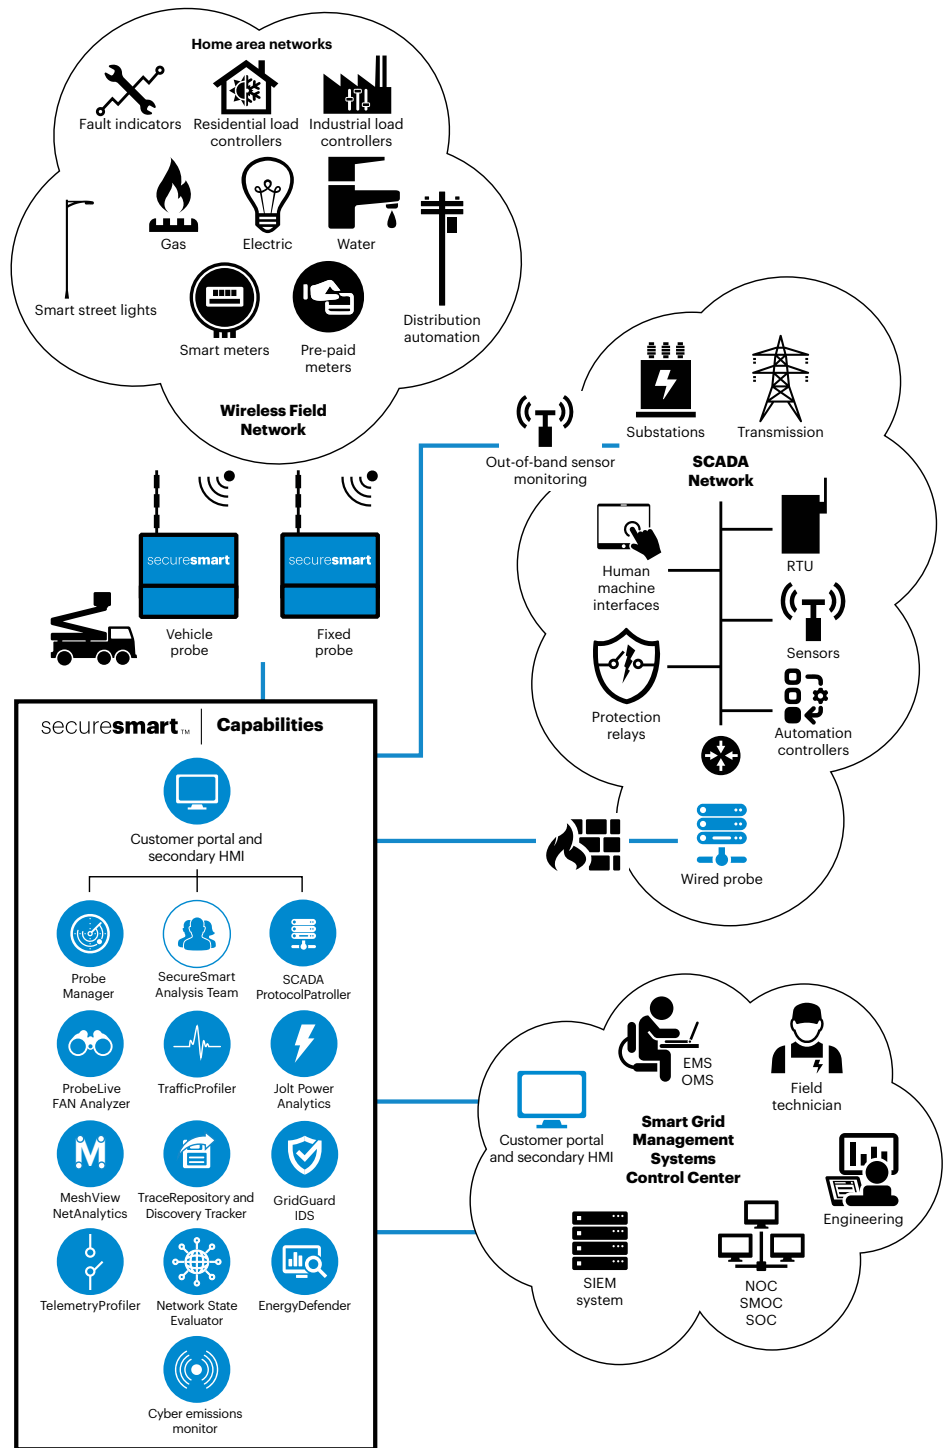 Home area networks
Fault indicators
Residential load
controllers
Industrial load
controllers
Gas
Electric
Water
Smart street lights
Smart meters
Pre-paid
meters
Distribution
automation
Wireless Field
Network
securesmart
securesmart
Vehicle
probe
Fixed
probe
Out-of-band sensor
monitoring
Substations
Transmission
SCADA
Network
Human
machine
interfaces
RTU
Sensors
Protection
relays
Automation
controllers
Wired probe
securesmart™
Capabilities
Customer portal and
secondary HMI
Probe
Manager
SecureSmart
Analysis Team
SCADA
ProtocolPatroller
ProbeLive
FAN Analyzer
TrafficProfiler
Jolt Power
Analytics
MeshView
NetAnalytics
TraceRepository and
Discovery Tracker
GridGuard
IDS
TelemetryProfiler
Network State
Evaluator
EnergyDefender
Cyber emissions
monitor
EMS
OMS
Field
technician
Customer portal
and secondary HMI
Smart Grid
Management
Systems
Control Center
Engineering
SIEM
system
NOC
SMOC
SOC